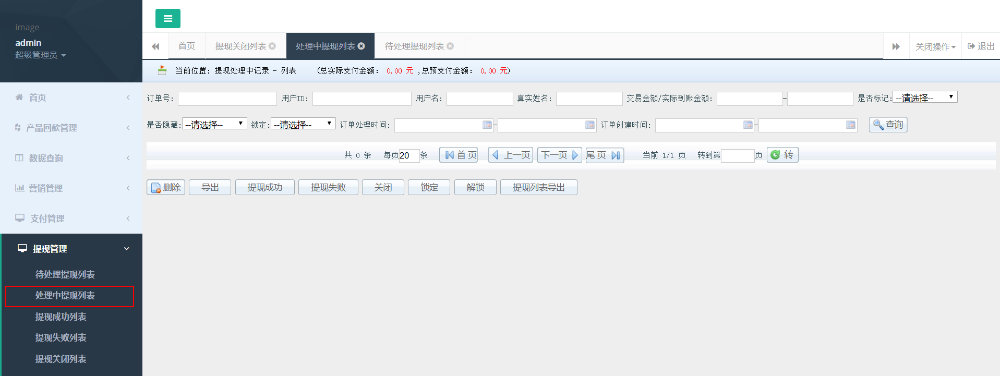 image
admin
超级管理员
首页
产品回款管理
数据查询
营销管理
支付管理
提现管理
待处理提现列表
处理中提现列表
提现成功列表
提现失败列表
提现关闭列表
首页 提现关闭列表 处理中提现列表 待处理提现列表 关闭操作 退出
当前位置：提现处理中记录 - 列表 (总实际支付金额： 0.00 元 ,总预支付金额： 0.00 元)
订单号： 用户ID： 用户名： 真实姓名： 交易金额/实际到账金额： - 是否标记：--请选择--
是否隐藏：--请选择-- 锁定：--请选择-- 订单处理时间： - 订单创建时间： - 查询
共 0 条 每页20条 首 页 上一页 下一页 尾 页 当前 1/1 页 转到第 页 转
删除 导出 提现成功 提现失败 关闭 锁定 解锁 提现列表导出